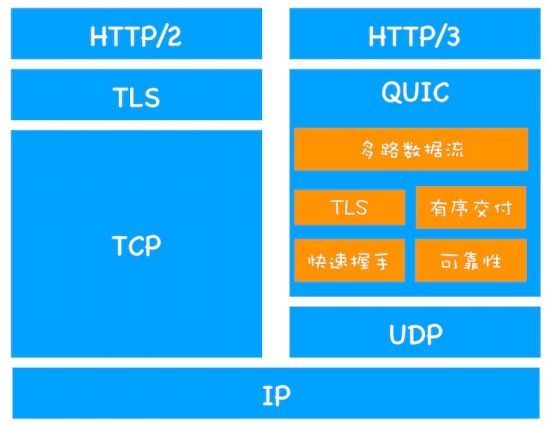 HTTP/2
HTTP/3
TLS
QUIC
多路数据流
TLS
有序交付
TCP
快速握手
可靠性
UDP
IP